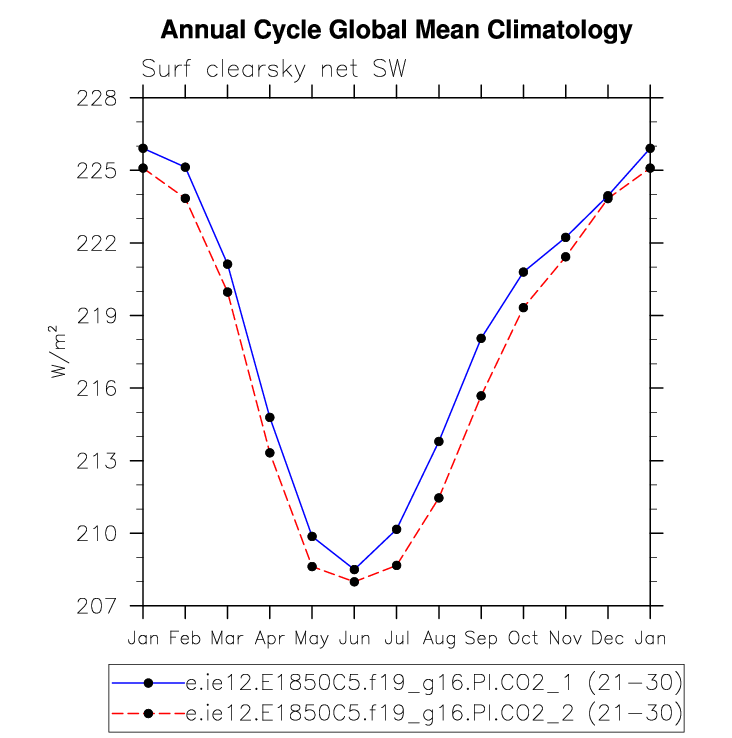 Annual Cycle Global Mean Climatology
Surf clearsky net SW
228
225
222
219
216
213
210
207
W/m²
Jan Feb Mar Apr May Jun Jul Aug Sep Oct Nov Dec Jan
e.ie12.E1850C5.f19_g16.PI.CO2_1 (21-30)
e.ie12.E1850C5.f19_g16.PI.CO2_2 (21-30)